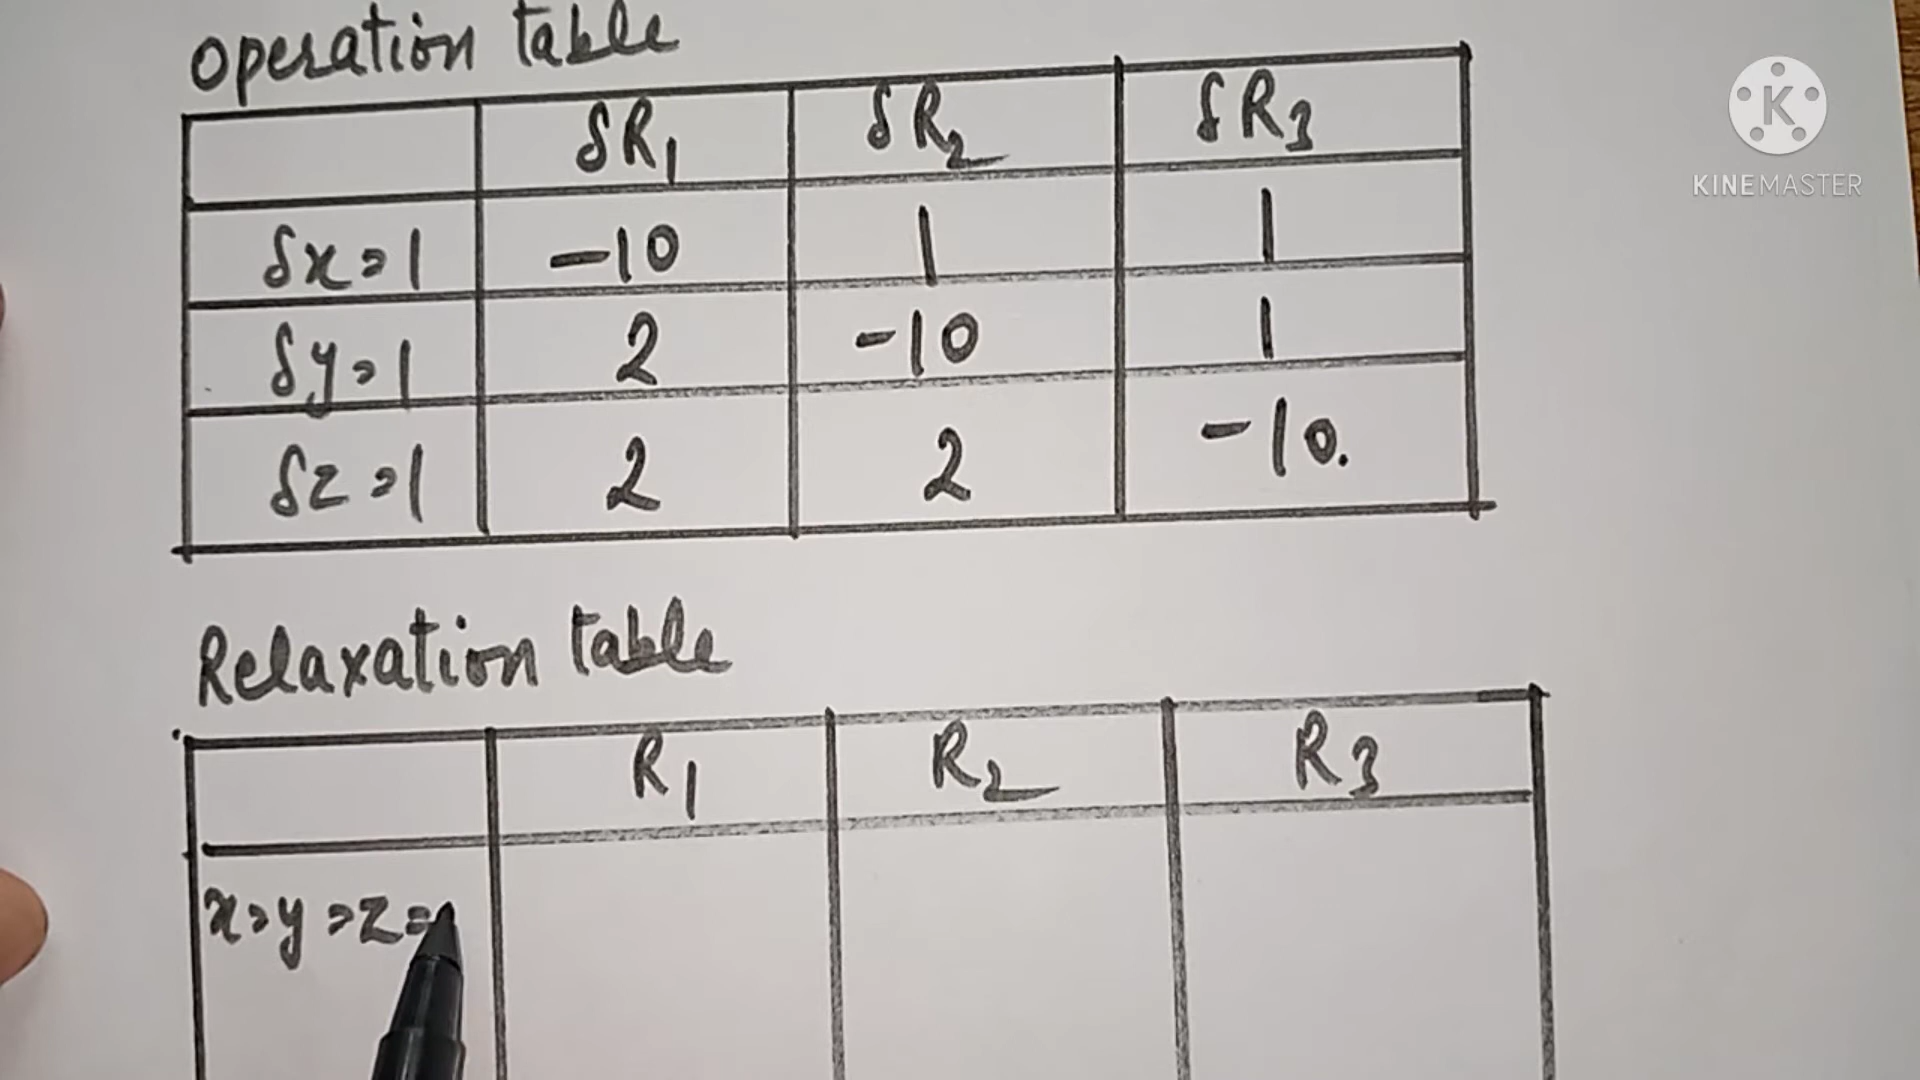 Operation table
δR1 δR2 δR3
δx=1 -10 1 1
δy=1 2 -10 1
δz=1 2 2 -10.
KINEMASTER
Relaxation table
R1 R2 R3
x=y=z=